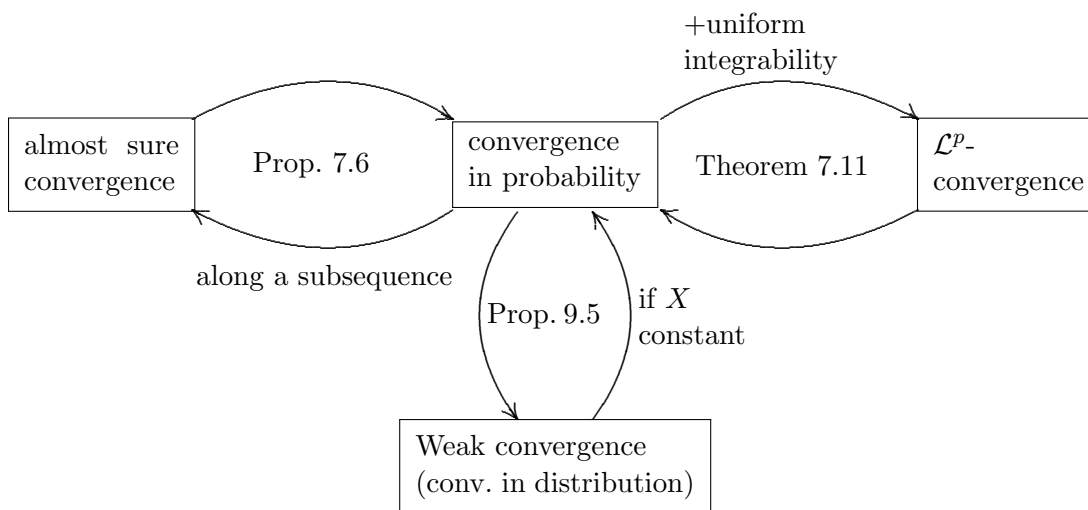 +uniform
integrability
almost sure
convergence
Prop. 7.6
convergence
in probability
Theorem 7.11
$\mathcal{L}^p$-
convergence
along a subsequence
Prop. 9.5
if $X$
constant
Weak convergence
(conv. in distribution)